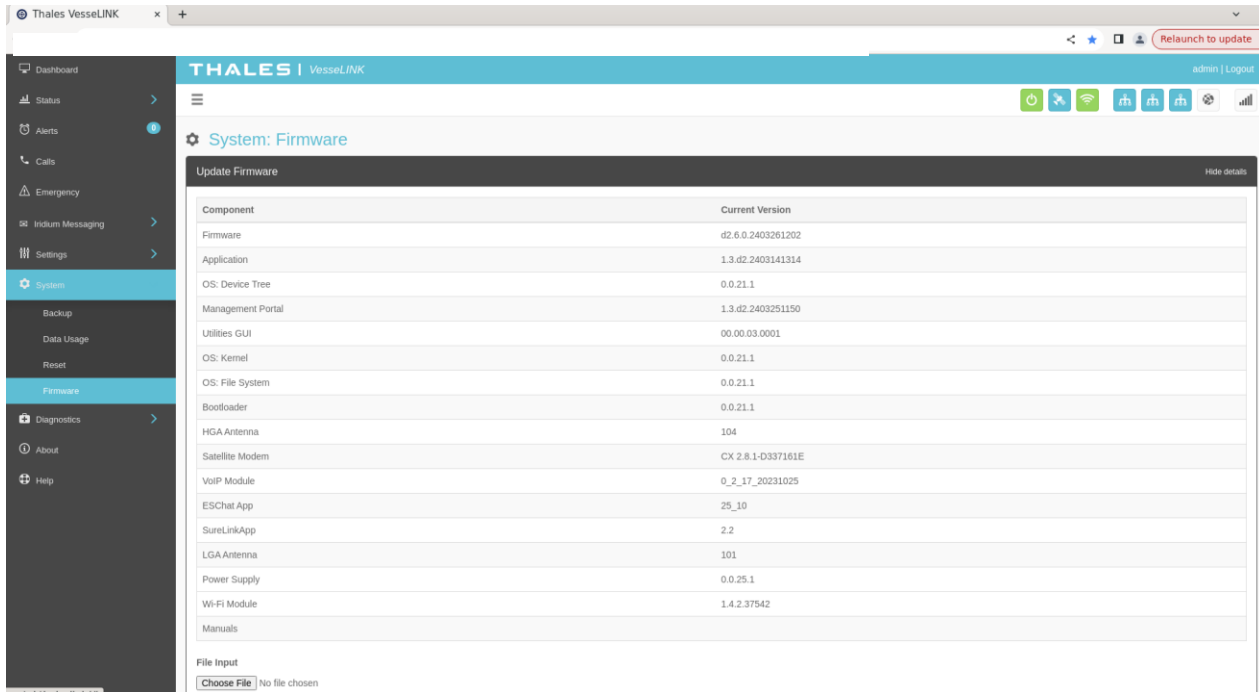 Thales VesseLINK × +
Relaunch to update
Dashboard
THALES | VesseLINK
admin | Logout
Status
Alerts 0
System: Firmware
Calls
Update Firmware
Hide details
Emergency
Component Current Version
Iridium Messaging
Firmware d2.6.0.2403261202
Settings
Application 1.3.d2.2403141314
System
OS: Device Tree 0.0.21.1
Backup
Management Portal 1.3.d2.2403251150
Data Usage
Utilities GUI 00.00.03.0001
Reset
OS: Kernel 0.0.21.1
Firmware
OS: File System 0.0.21.1
Diagnostics
Bootloader 0.0.21.1
HGA Antenna 104
About
Satellite Modem CX 2.8.1-D337161E
Help
VoIP Module 0_2_17_20231025
ESChat App 25_10
SureLinkApp 2.2
LGA Antenna 101
Power Supply 0.0.25.1
Wi-Fi Module 1.4.2.37542
Manuals
File Input
Choose File No file chosen